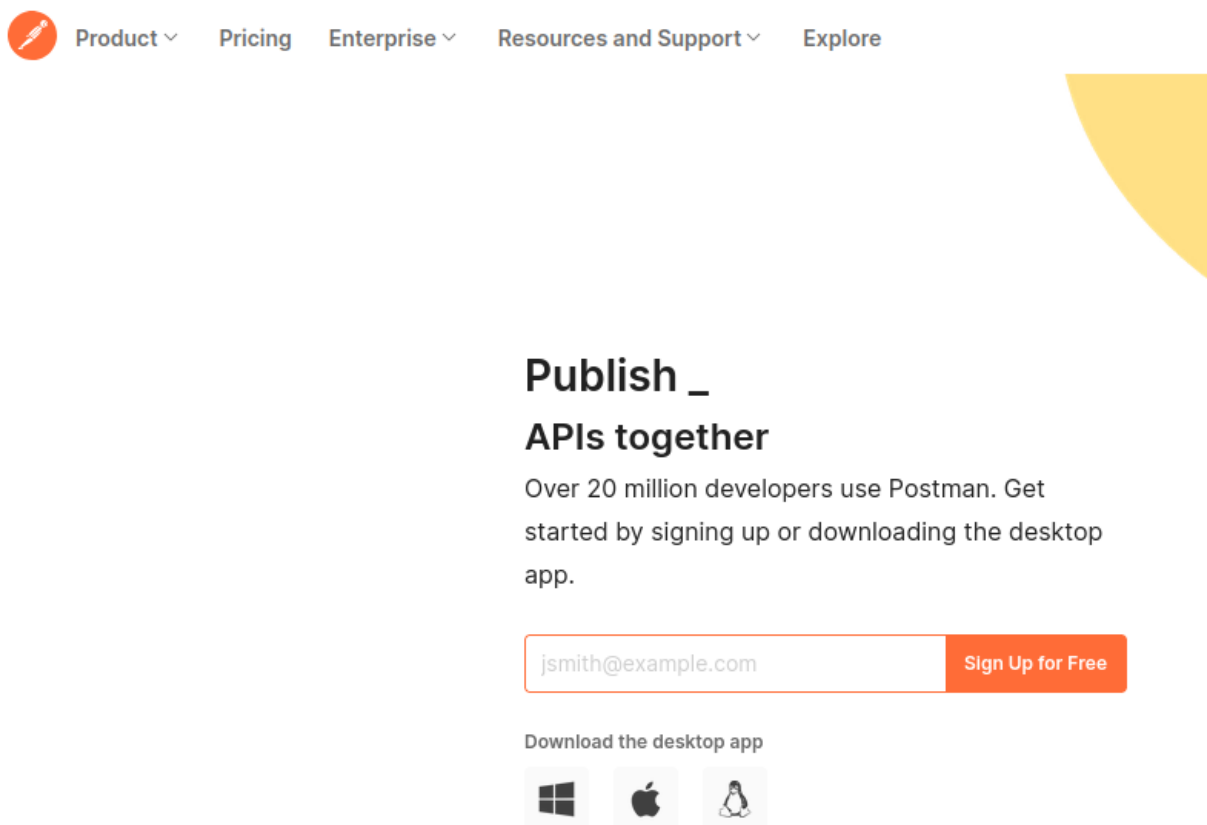 Product Pricing Enterprise Resources and Support Explore
Publish _
APIs together
Over 20 million developers use Postman. Get
started by signing up or downloading the desktop
app.
jsmith@example.com Sign Up for Free
Download the desktop app